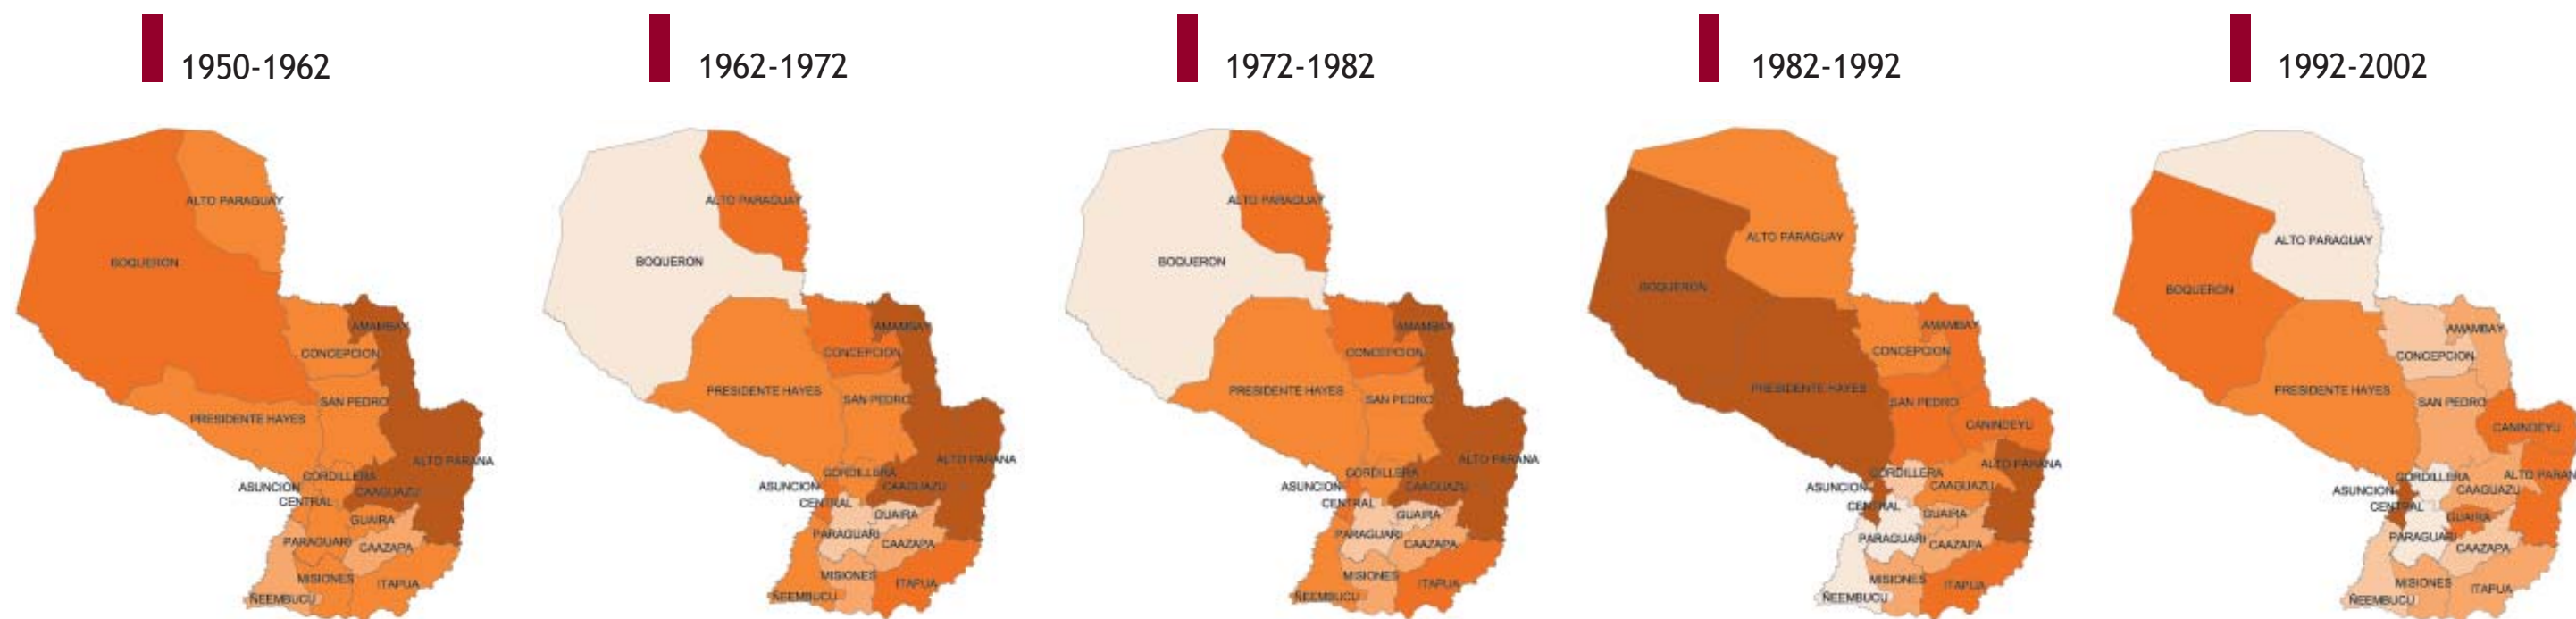 1950-1962
ALTO PARAGUAY
BOQUERON
AMAMBAY
CONCEPCION
SAN PEDRO
PRESIDENTE HAYES
ALTO PARANA
CORDILLERA
ASUNCION
CAAGUAZU
CENTRAL
GUAIRA
PARAGUARI
CAAZAPA
MISIONES
ITAPUA
ÑEEMBUCU
1962-1972
ALTO PARAGUAY
BOQUERON
AMAMBAY
CONCEPCION
PRESIDENTE HAYES
SAN PEDRO
ALTO PARANA
CORDILLERA
ASUNCION
CAAGUAZU
CENTRAL
GUAIRA
PARAGUARI
CAAZAPA
MISIONES
ITAPUA
ÑEEMBUCU
1972-1982
ALTO PARAGUAY
BOQUERON
AMAMBAY
CONCEPCION
PRESIDENTE HAYES
SAN PEDRO
ALTO PARANA
CORDILLERA
ASUNCION
CAAGUAZU
CENTRAL
GUAIRA
PARAGUARI
CAAZAPA
MISIONES
ITAPUA
ÑEEMBUCU
1982-1992
ALTO PARAGUAY
BOQUERON
AMAMBAY
CONCEPCION
PRESIDENTE HAYES
SAN PEDRO
CANINDEYU
ALTO PARANA
CORDILLERA
ASUNCION
CAAGUAZU
CENTRAL
GUAIRA
PARAGUARI
CAAZAPA
MISIONES
ITAPUA
ÑEEMBUCU
1992-2002
ALTO PARAGUAY
BOQUERON
AMAMBAY
CONCEPCION
PRESIDENTE HAYES
SAN PEDRO
CANINDEYU
ALTO PARAN
CORDILLERA
ASUNCION
CAAGUAZU
CENTRAL
GUAIRA
PARAGUARI
CAAZAPA
MISIONES
ITAPUA
ÑEEMBUCU